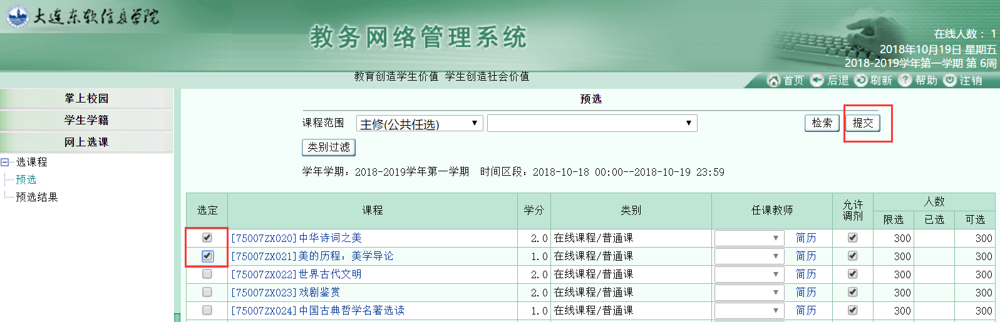 大连东软信息学院
教务网络管理系统
在线人数： 1
2018年10月19日 星期五
2018-2019学年第一学期 第 6周
教育创造学生价值 学生创造社会价值
首页 后退 刷新 帮助 注销
掌上校园
学生学籍
网上选课
选课程
预选
预选结果
预选
课程范围 主修(公共任选) 检索 提交
类别过滤
学年学期：2018-2019学年第一学期 时间区段：2018-10-18 00:00--2018-10-19 23:59
选定 课程 学分 类别 任课教师 允许调剂 人数
限选 已选 可选
[75007ZX020]中华诗词之美 2.0 在线课程/普通课 简历 300 300
[75007ZX021]美的历程：美学导论 1.0 在线课程/普通课 简历 300 300
[75007ZX022]世界古代文明 2.0 在线课程/普通课 简历 300 300
[75007ZX023]戏剧鉴赏 2.0 在线课程/普通课 简历 300 300
[75007ZX024]中国古典哲学名著选读 1.0 在线课程/普通课 简历 300 300